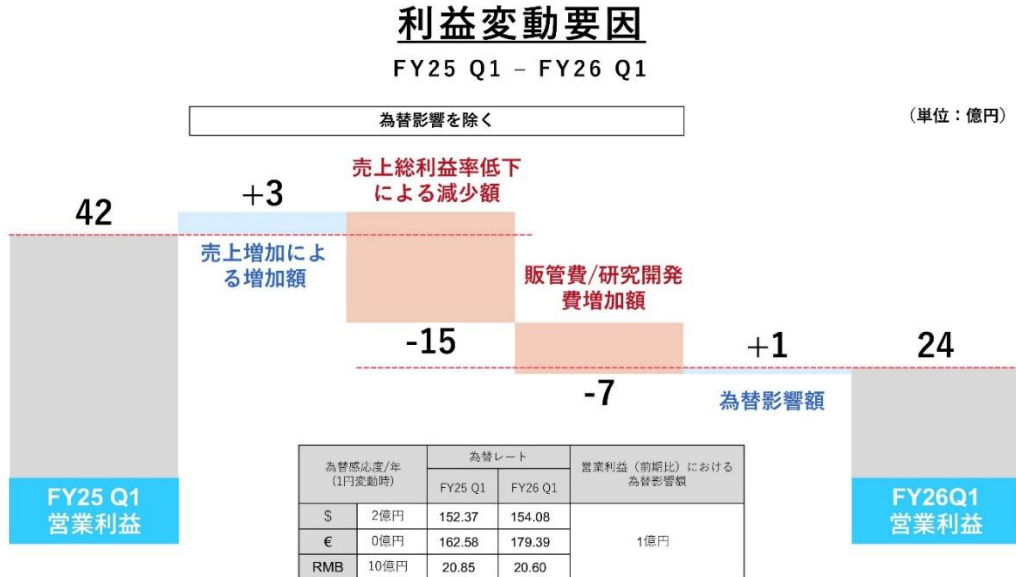 利益変動要因
FY25 Q1 – FY26 Q1
為替影響を除く
(単位：億円)
42
+3
売上総利益率低下
による減少額
売上増加によ
る増加額
販管費/研究開発
費増加額
-15
-7
+1
為替影響額
24
FY25 Q1
営業利益
FY26Q1
営業利益
為替感応度/年
(1円変動時)
為替レート
営業利益（前期比）における
為替影響額
FY25 Q1 FY26 Q1
$ 2億円 152.37 154.08
€ 0億円 162.58 179.39
1億円
RMB 10億円 20.85 20.60